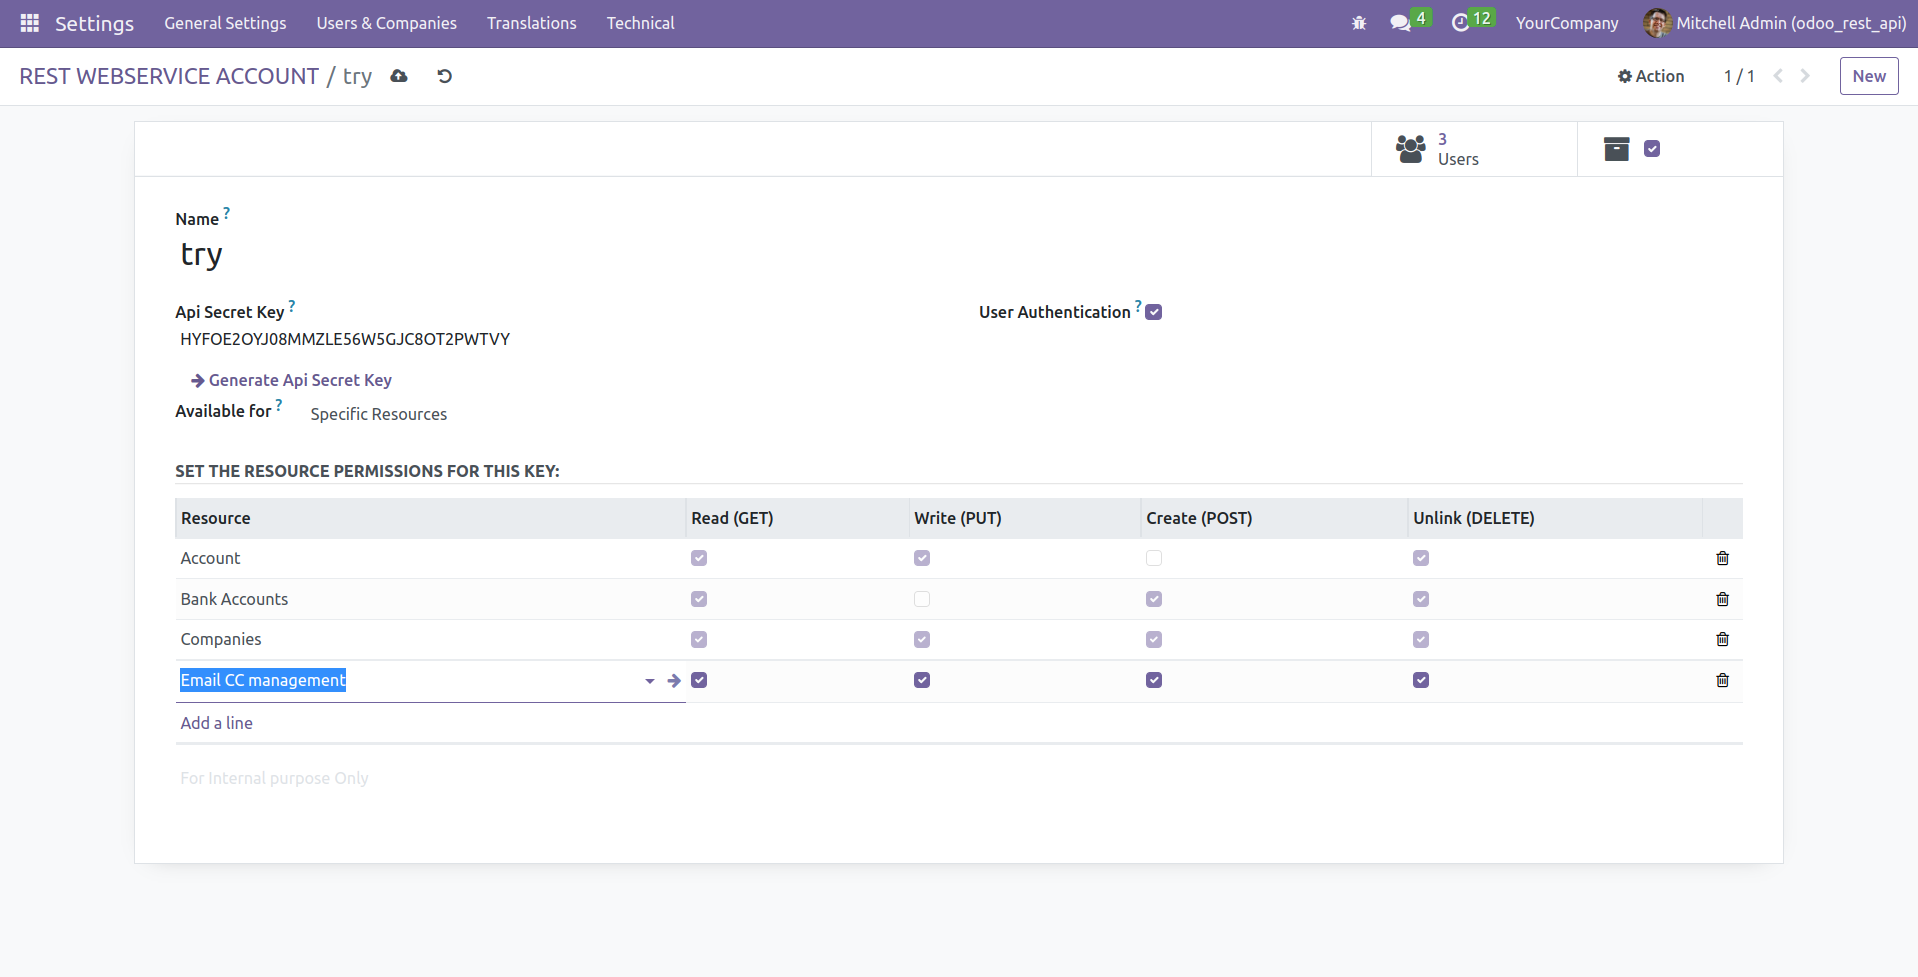 Settings General Settings Users & Companies Translations Technical 4 12 YourCompany Mitchell Admin (odoo_rest_api)
REST WEBSERVICE ACCOUNT / try Action 1 / 1 New
3
Users
Name ?
try
Api Secret Key ? User Authentication ?
HYFOE2OYJ08MMZLE56W5GJC8OT2PWTVY
Generate Api Secret Key
Available for ? Specific Resources
SET THE RESOURCE PERMISSIONS FOR THIS KEY:
Resource Read (GET) Write (PUT) Create (POST) Unlink (DELETE)
Account
Bank Accounts
Companies
Email CC management
Add a line
For Internal purpose Only